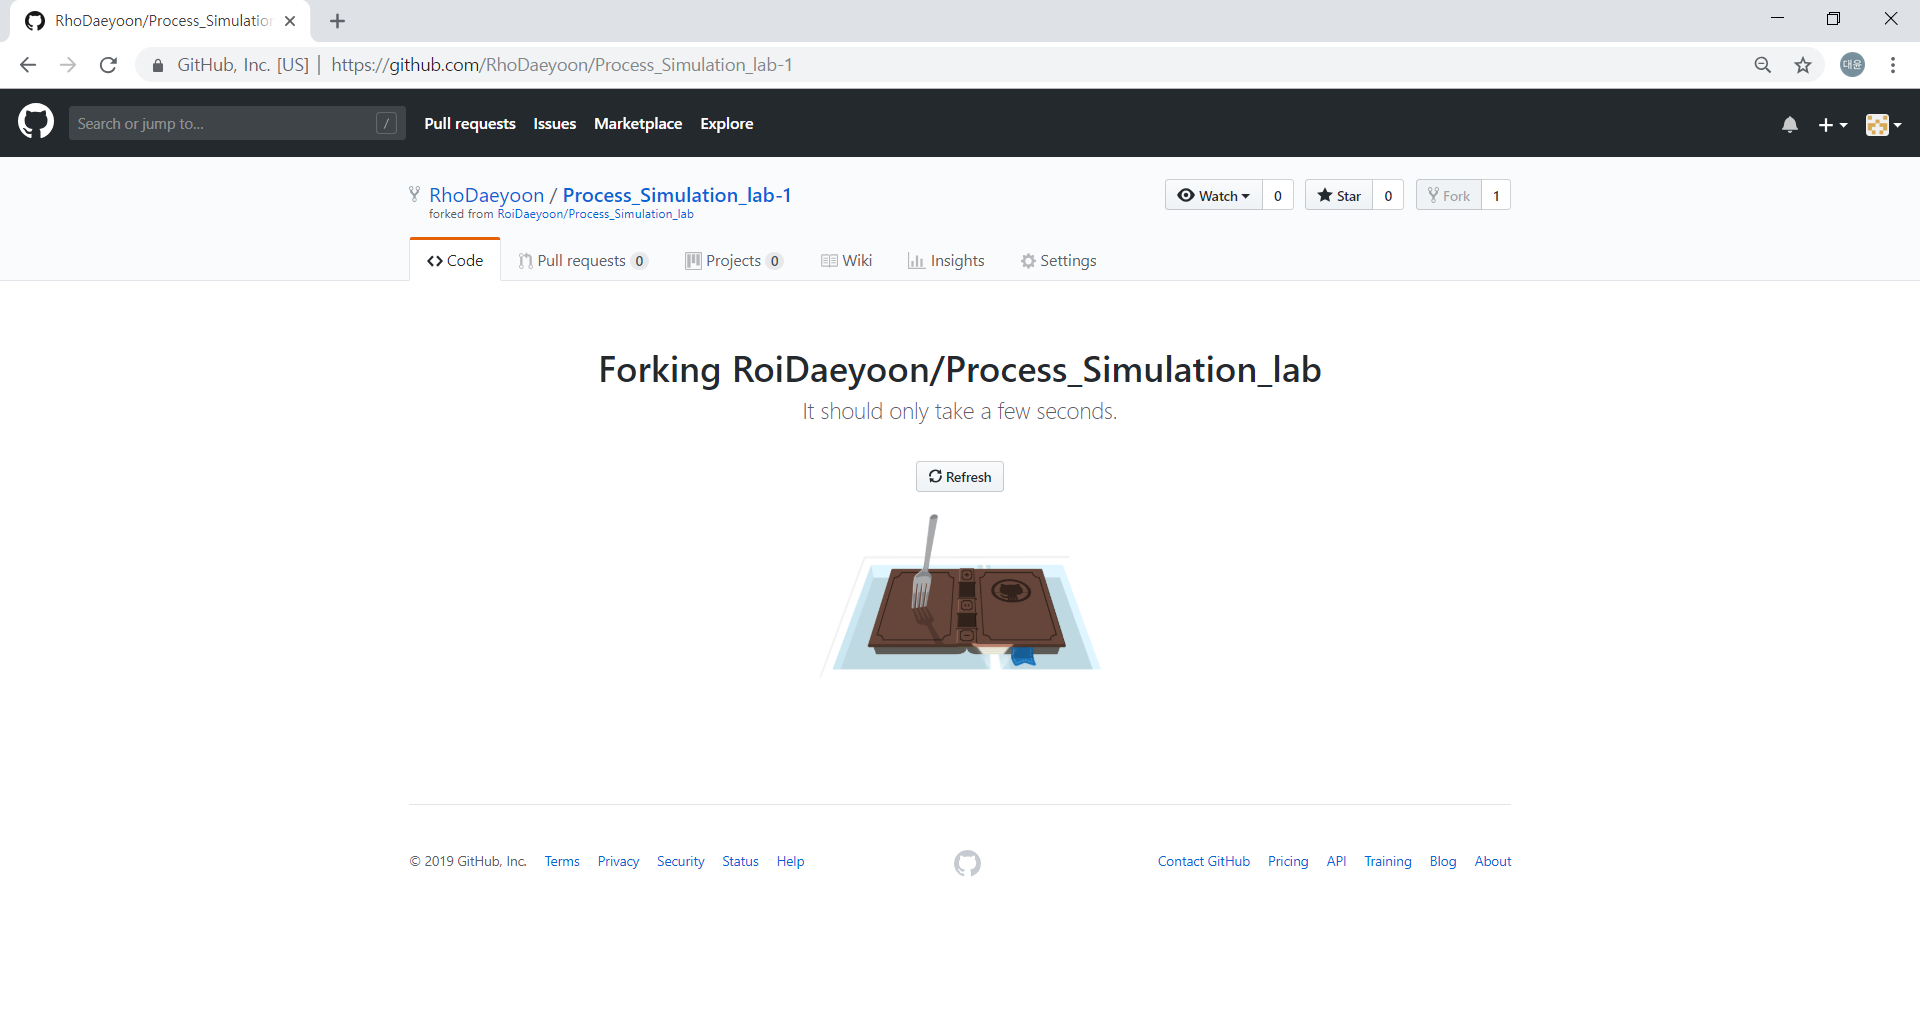 RhoDaeyoon/Process_Simulation
GitHub, Inc. [US] | https://github.com/RhoDaeyoon/Process_Simulation_lab-1
대윤
Search or jump to... / Pull requests Issues Marketplace Explore
RhoDaeyoon / Process_Simulation_lab-1 Watch 0 Star 0 Fork 1
forked from RoiDaeyoon/Process_Simulation_lab
Code Pull requests 0 Projects 0 Wiki Insights Settings
Forking RoiDaeyoon/Process_Simulation_lab
It should only take a few seconds.
Refresh
© 2019 GitHub, Inc. Terms Privacy Security Status Help Contact GitHub Pricing API Training Blog About